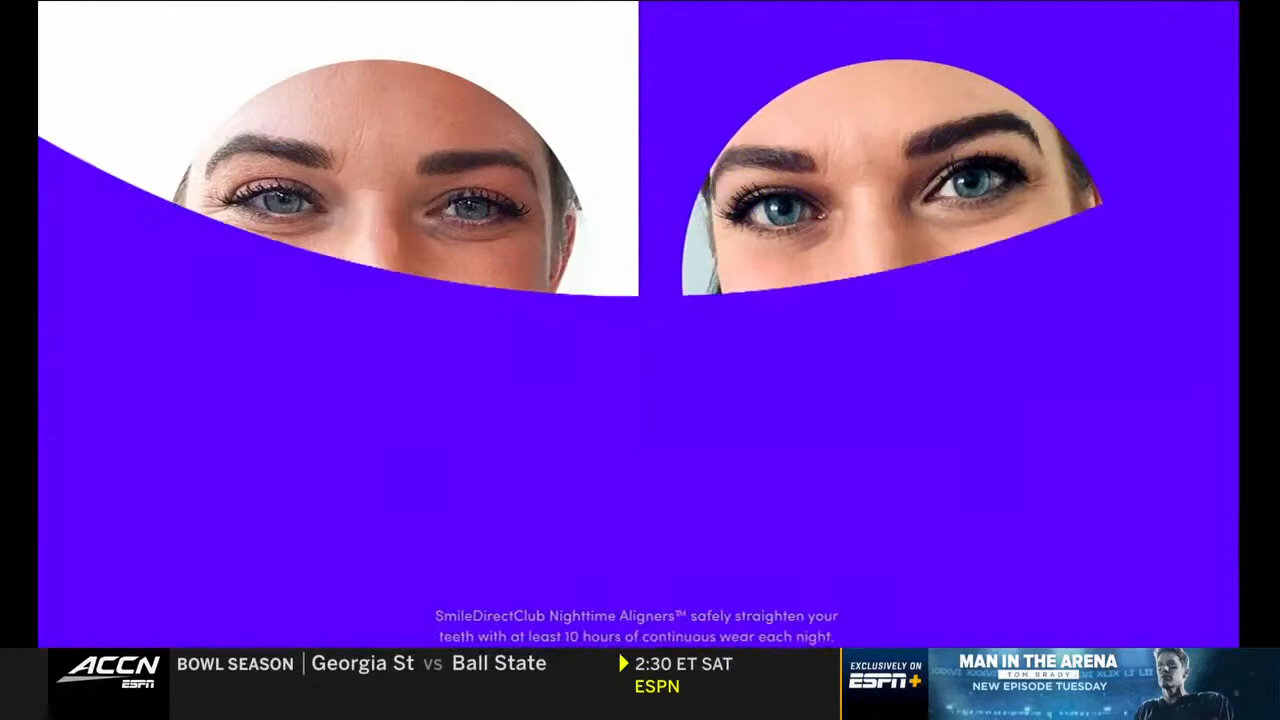 SmileDirectClub Nighttime Aligners™ safely straighten your
teeth with at least 10 hours of continuous wear each night.
ACCN
ESPN
BOWL SEASON
Georgia St vs Ball State
2:30 ET SAT
ESPN
EXCLUSIVELY ON
ESPN+
MAN IN THE ARENA
TOM BRADY
NEW EPISODE TUESDAY